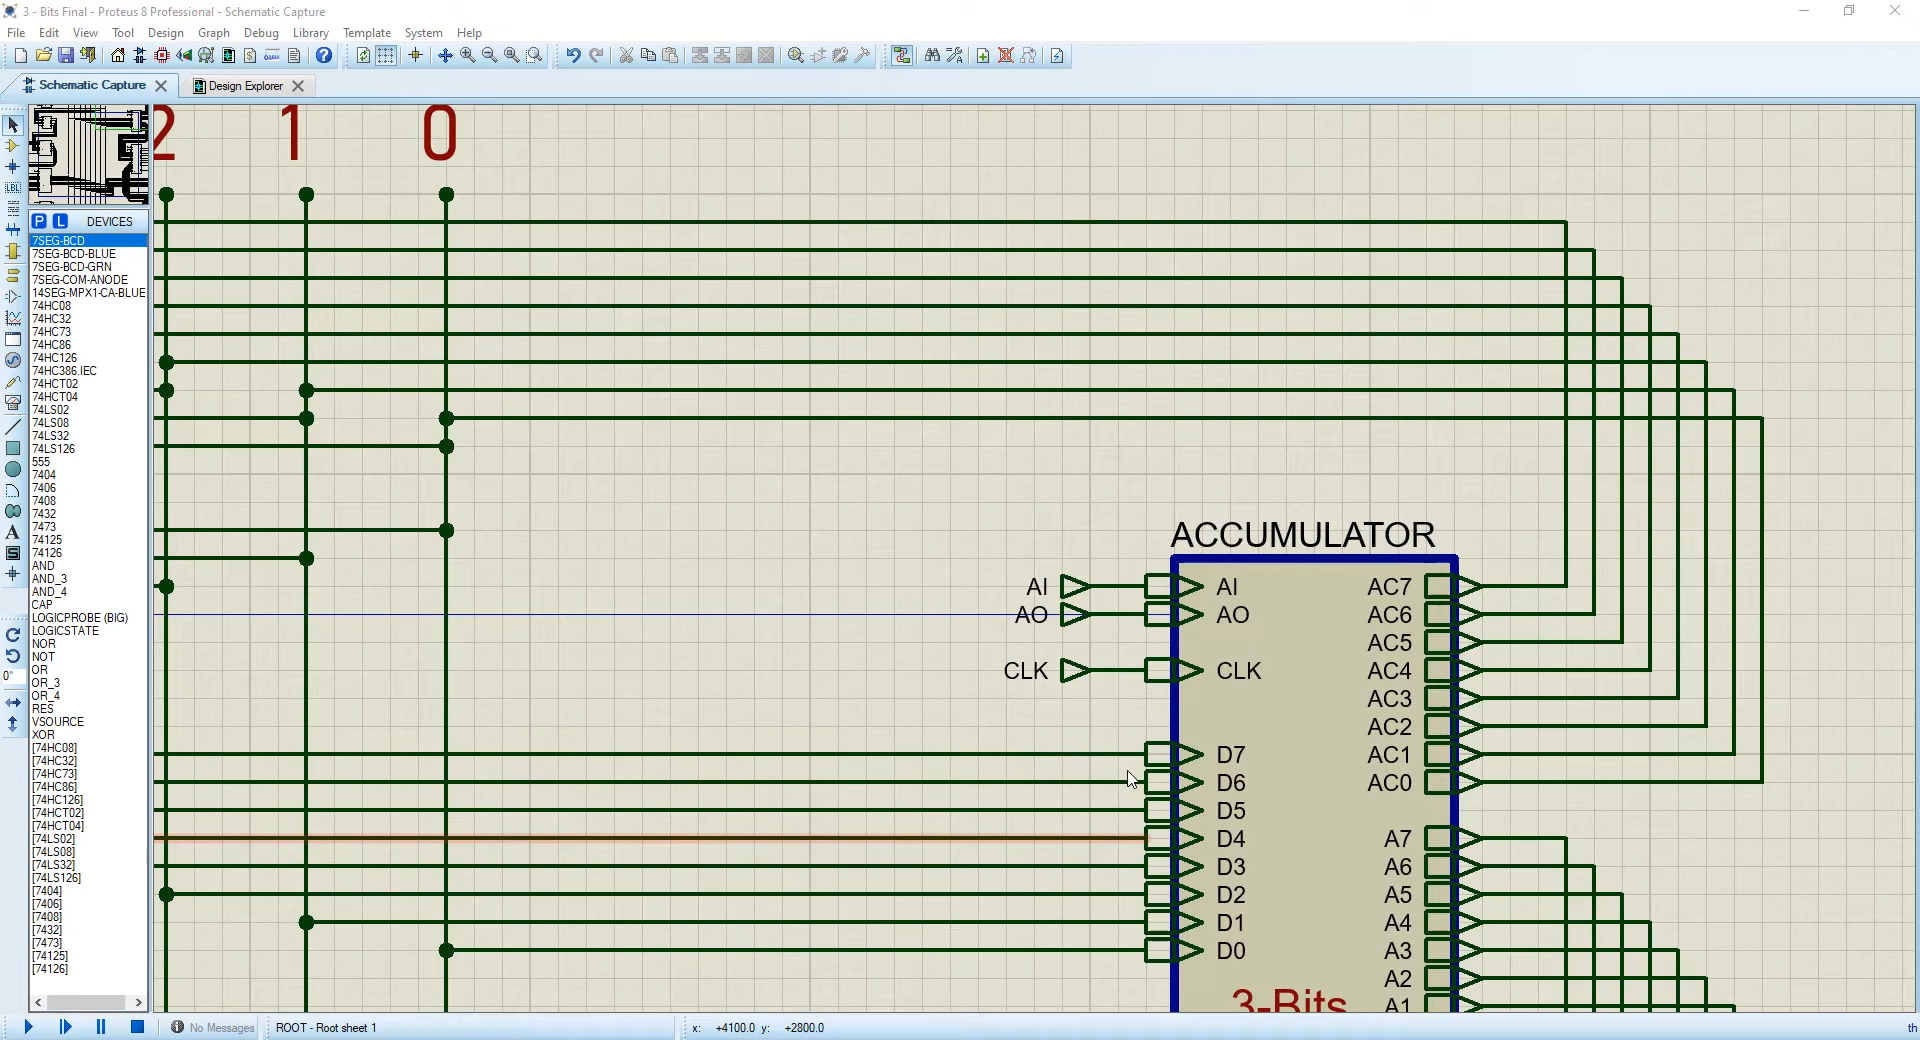 3 - Bits Final - Proteus 8 Professional - Schematic Capture
File Edit View Tool Design Graph Debug Library Template System Help
Schematic Capture
Design Explorer
2 1 0
P L DEVICES
7SEG-BCD
7SEG-BCD-BLUE
7SEG-BCD-GRN
7SEG-COM-ANODE
14SEG-MPX1-CA-BLUE
74HC08
74HC32
74HC73
74HC86
74HC126
74HC386.IEC
74HCT02
74HCT04
74LS02
74LS08
74LS32
74LS126
555
7404
7406
7408
7432
7473
74125
74126
AND
AND_3
AND_4
CAP
LOGICPROBE (BIG)
LOGICSTATE
NOR
NOT
OR
OR_3
OR_4
RES
VSOURCE
XOR
[74HC08]
[74HC32]
[74HC73]
[74HC86]
[74HC126]
[74HCT02]
[74HCT04]
[74LS02]
[74LS08]
[74LS32]
[74LS126]
[7404]
[7406]
[7408]
[7432]
[7473]
[74125]
[74126]
LBL
A
S
0°
ACCUMULATOR
AI AI AC7
AO AO AC6
AC5
CLK CLK AC4
AC3
AC2
D7 AC1
D6 AC0
D5
D4 A7
D3 A6
D2 A5
D1 A4
D0 A3
A2
3-Bits A1
No Messages ROOT - Root sheet 1 x: +4100.0 y: +2800.0 th